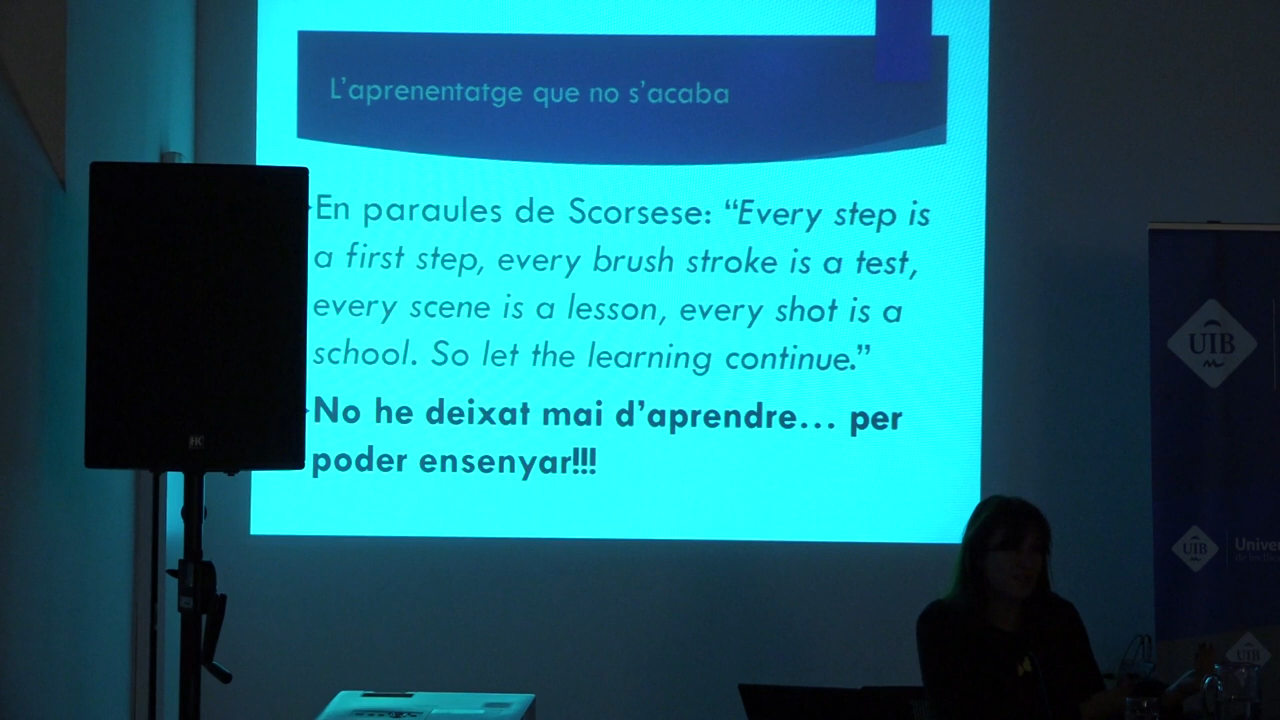 L'aprenentatge que no s'acaba
En paraules de Scorsese: “Every step is
a first step, every brush stroke is a test,
every scene is a lesson, every shot is a
school. So let the learning continue.”
No he deixat mai d'aprendre... per
poder ensenyar!!!
HK
UIB
UIB
Univer
UIB